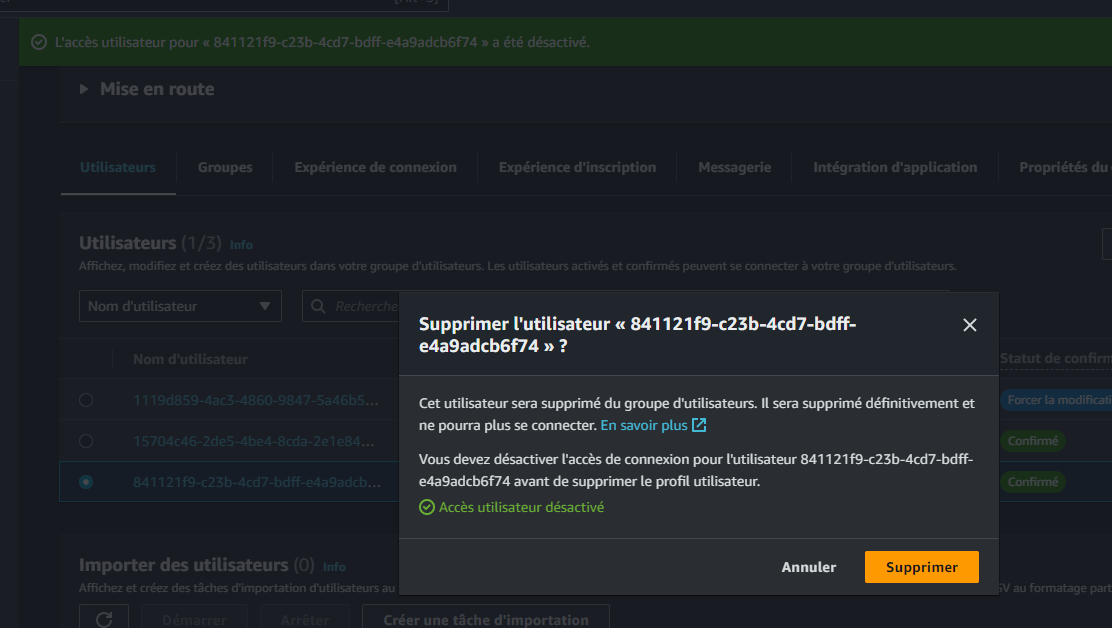 L'accès utilisateur pour « 841121f9-c23b-4cd7-bdff-e4a9adcb6f74 » a été désactivé.
Mise en route
Utilisateurs Groupes Expérience de connexion Expérience d'inscription Messagerie Intégration d'application Propriétés du
Utilisateurs (1/3) Info
Affichez, modifiez et créez des utilisateurs dans votre groupe d'utilisateurs. Les utilisateurs activés et confirmés peuvent se connecter à votre groupe d'utilisateurs.
Nom d'utilisateur Recherche
Supprimer l'utilisateur « 841121f9-c23b-4cd7-bdff-
e4a9adcb6f74 » ?
Nom d'utilisateur Statut de confirm
1119d859-4ac3-4860-9847-5a46b5... Forcer la modificati
Cet utilisateur sera supprimé du groupe d'utilisateurs. Il sera supprimé définitivement et
ne pourra plus se connecter. En savoir plus
15704c46-2de5-4be4-8cda-2e1e84... Confirmé
Vous devez désactiver l'accès de connexion pour l'utilisateur 841121f9-c23b-4cd7-bdff-
e4a9adcb6f74 avant de supprimer le profil utilisateur.
841121f9-c23b-4cd7-bdff-e4a9adcb... Confirmé
Accès utilisateur désactivé
Importer des utilisateurs (0) Info
Annuler Supprimer
Affichez et créez des tâches d'importation d'utilisateurs au SV au formatage part
Démarrer Arrêter Créer une tâche d'importation